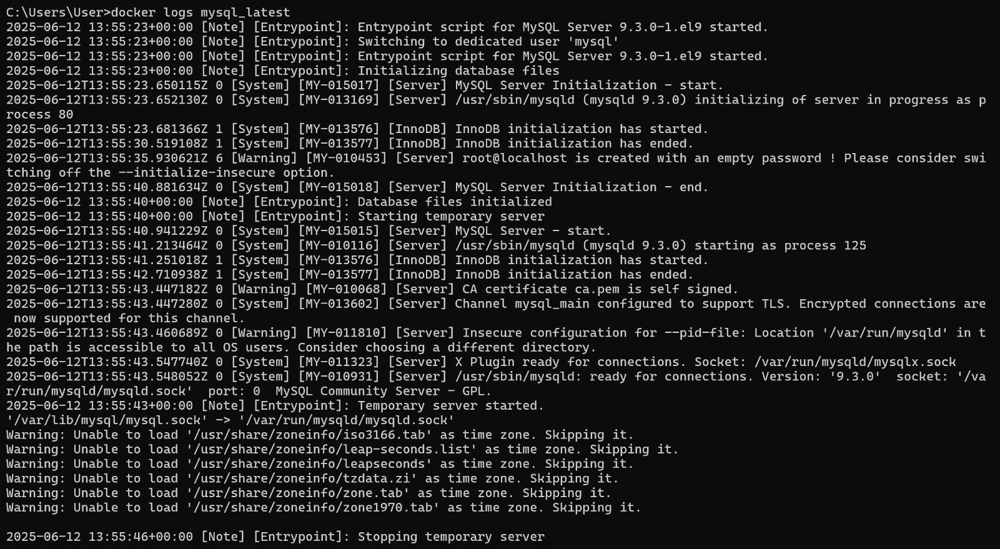 C:\Users\User>docker logs mysql_latest
2025-06-12 13:55:23+00:00 [Note] [Entrypoint]: Entrypoint script for MySQL Server 9.3.0-1.el9 started.
2025-06-12 13:55:23+00:00 [Note] [Entrypoint]: Switching to dedicated user 'mysql'
2025-06-12 13:55:23+00:00 [Note] [Entrypoint]: Entrypoint script for MySQL Server 9.3.0-1.el9 started.
2025-06-12 13:55:23+00:00 [Note] [Entrypoint]: Initializing database files
2025-06-12T13:55:23.650115Z 0 [System] [MY-015017] [Server] MySQL Server Initialization - start.
2025-06-12T13:55:23.652130Z 0 [System] [MY-013169] [Server] /usr/sbin/mysqld (mysqld 9.3.0) initializing of server in progress as p
rocess 80
2025-06-12T13:55:23.681366Z 1 [System] [MY-013576] [InnoDB] InnoDB initialization has started.
2025-06-12T13:55:30.519108Z 1 [System] [MY-013577] [InnoDB] InnoDB initialization has ended.
2025-06-12T13:55:35.930621Z 6 [Warning] [MY-010453] [Server] root@localhost is created with an empty password ! Please consider swi
tching off the --initialize-insecure option.
2025-06-12T13:55:40.881634Z 0 [System] [MY-015018] [Server] MySQL Server Initialization - end.
2025-06-12 13:55:40+00:00 [Note] [Entrypoint]: Database files initialized
2025-06-12 13:55:40+00:00 [Note] [Entrypoint]: Starting temporary server
2025-06-12T13:55:40.941229Z 0 [System] [MY-015015] [Server] MySQL Server - start.
2025-06-12T13:55:41.213464Z 0 [System] [MY-010116] [Server] /usr/sbin/mysqld (mysqld 9.3.0) starting as process 125
2025-06-12T13:55:41.251018Z 1 [System] [MY-013576] [InnoDB] InnoDB initialization has started.
2025-06-12T13:55:42.710938Z 1 [System] [MY-013577] [InnoDB] InnoDB initialization has ended.
2025-06-12T13:55:43.447182Z 0 [Warning] [MY-010068] [Server] CA certificate ca.pem is self signed.
2025-06-12T13:55:43.447280Z 0 [System] [MY-013602] [Server] Channel mysql_main configured to support TLS. Encrypted connections are
 now supported for this channel.
2025-06-12T13:55:43.460689Z 0 [Warning] [MY-011810] [Server] Insecure configuration for --pid-file: Location '/var/run/mysqld' in t
he path is accessible to all OS users. Consider choosing a different directory.
2025-06-12T13:55:43.547740Z 0 [System] [MY-011323] [Server] X Plugin ready for connections. Socket: /var/run/mysqld/mysqlx.sock
2025-06-12T13:55:43.548052Z 0 [System] [MY-010931] [Server] /usr/sbin/mysqld: ready for connections. Version: '9.3.0'  socket: '/va
r/run/mysqld/mysqld.sock'  port: 0  MySQL Community Server - GPL.
2025-06-12 13:55:43+00:00 [Note] [Entrypoint]: Temporary server started.
'/var/lib/mysql/mysql.sock' -> '/var/run/mysqld/mysqld.sock'
Warning: Unable to load '/usr/share/zoneinfo/iso3166.tab' as time zone. Skipping it.
Warning: Unable to load '/usr/share/zoneinfo/leap-seconds.list' as time zone. Skipping it.
Warning: Unable to load '/usr/share/zoneinfo/leapseconds' as time zone. Skipping it.
Warning: Unable to load '/usr/share/zoneinfo/tzdata.zi' as time zone. Skipping it.
Warning: Unable to load '/usr/share/zoneinfo/zone.tab' as time zone. Skipping it.
Warning: Unable to load '/usr/share/zoneinfo/zone1970.tab' as time zone. Skipping it.

2025-06-12 13:55:46+00:00 [Note] [Entrypoint]: Stopping temporary server